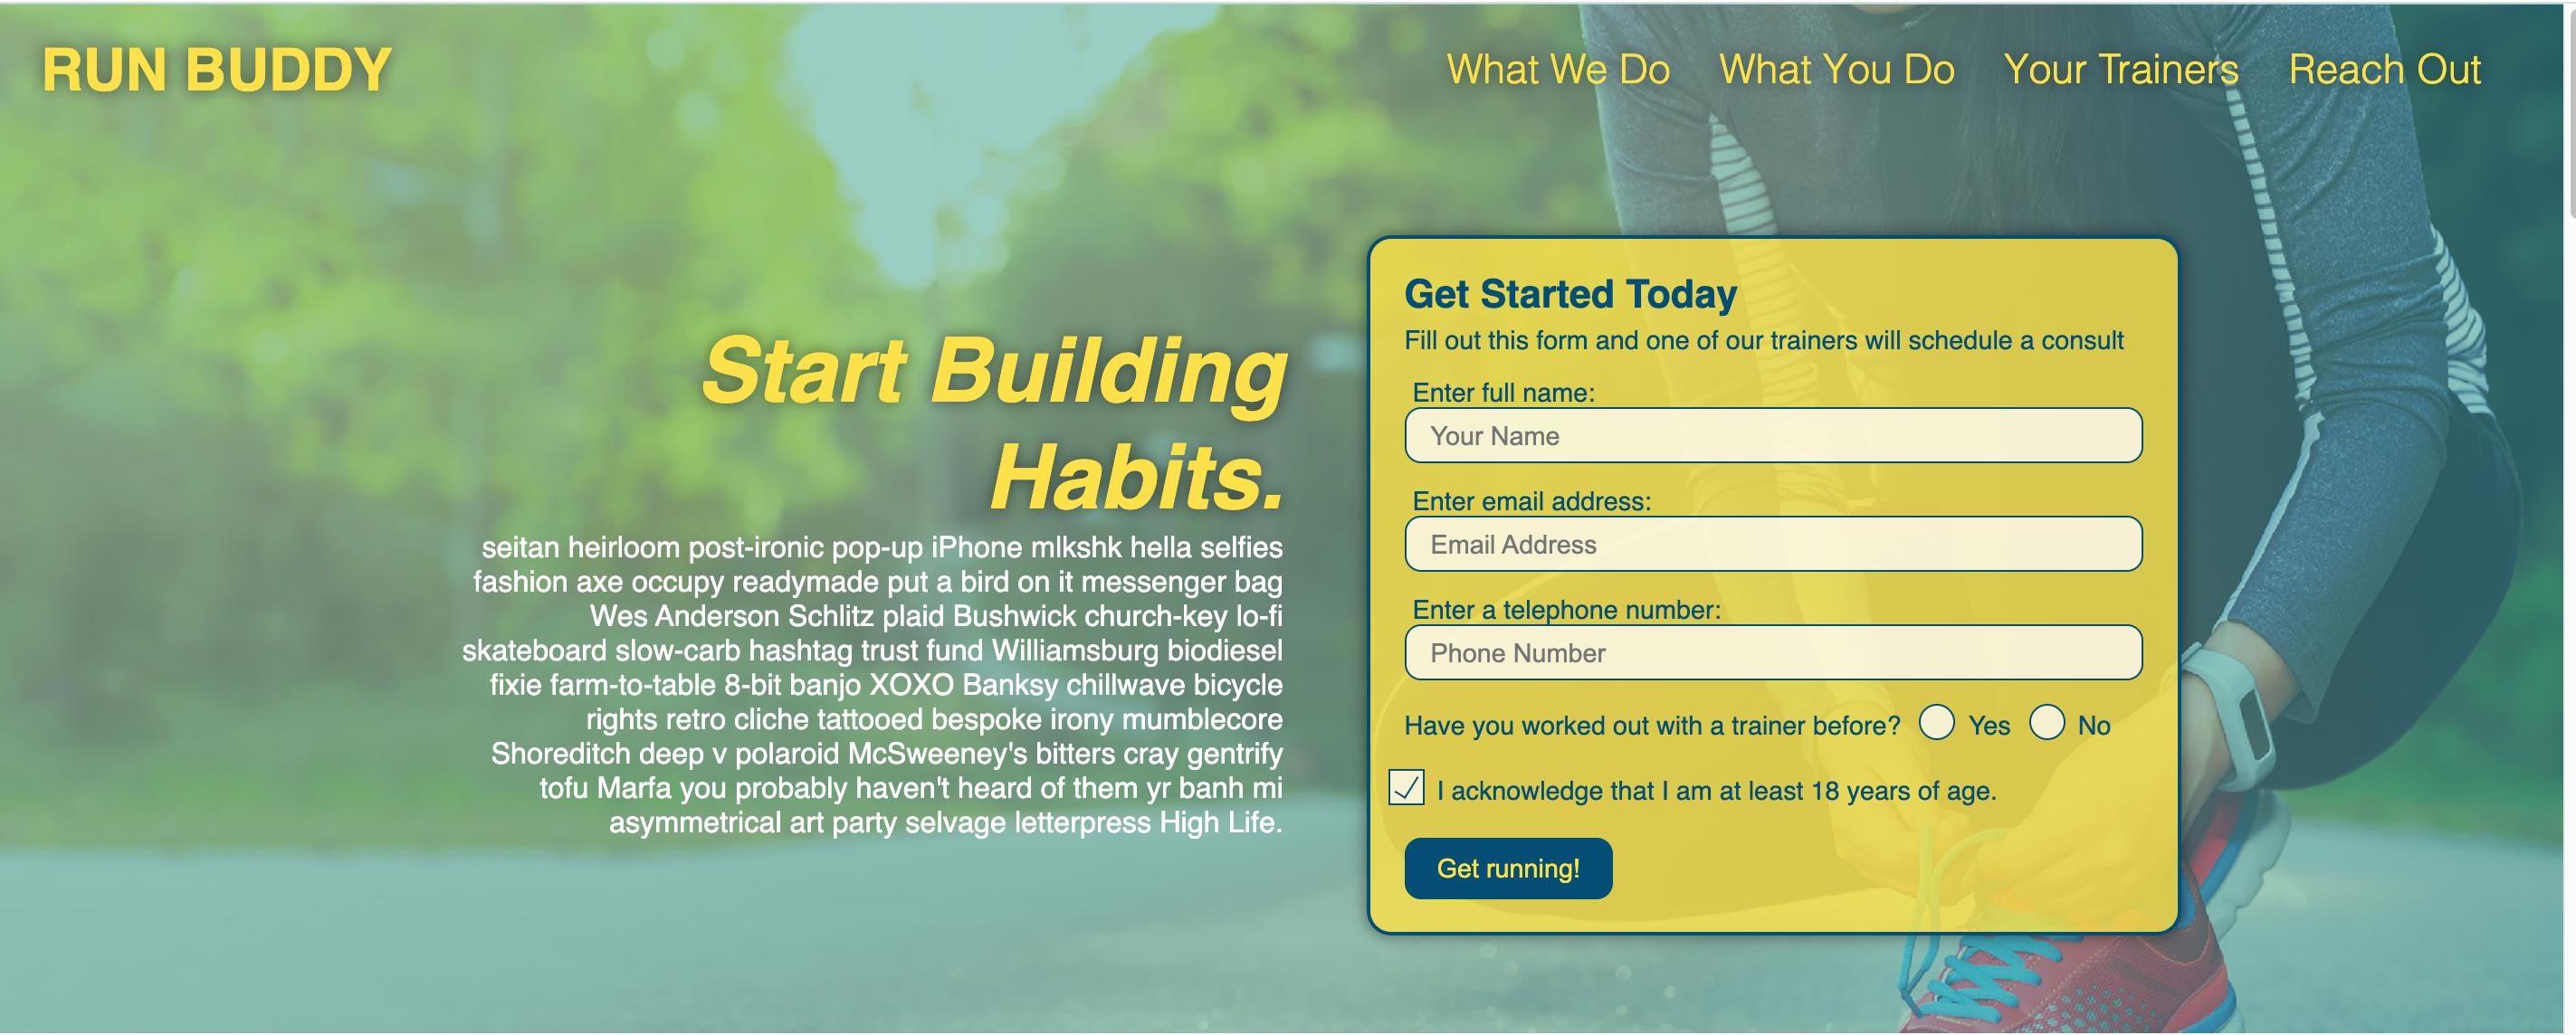 RUN BUDDY
What We Do What You Do Your Trainers Reach Out
Start Building
Habits.
seitan heirloom post-ironic pop-up iPhone mlkshk hella selfies
fashion axe occupy readymade put a bird on it messenger bag
Wes Anderson Schlitz plaid Bushwick church-key lo-fi
skateboard slow-carb hashtag trust fund Williamsburg biodiesel
fixie farm-to-table 8-bit banjo XOXO Banksy chillwave bicycle
rights retro cliche tattooed bespoke irony mumblecore
Shoreditch deep v polaroid McSweeney's bitters cray gentrify
tofu Marfa you probably haven't heard of them yr banh mi
asymmetrical art party selvage letterpress High Life.
Get Started Today
Fill out this form and one of our trainers will schedule a consult
Enter full name:
Your Name
Enter email address:
Email Address
Enter a telephone number:
Phone Number
Have you worked out with a trainer before? Yes No
I acknowledge that I am at least 18 years of age.
Get running!